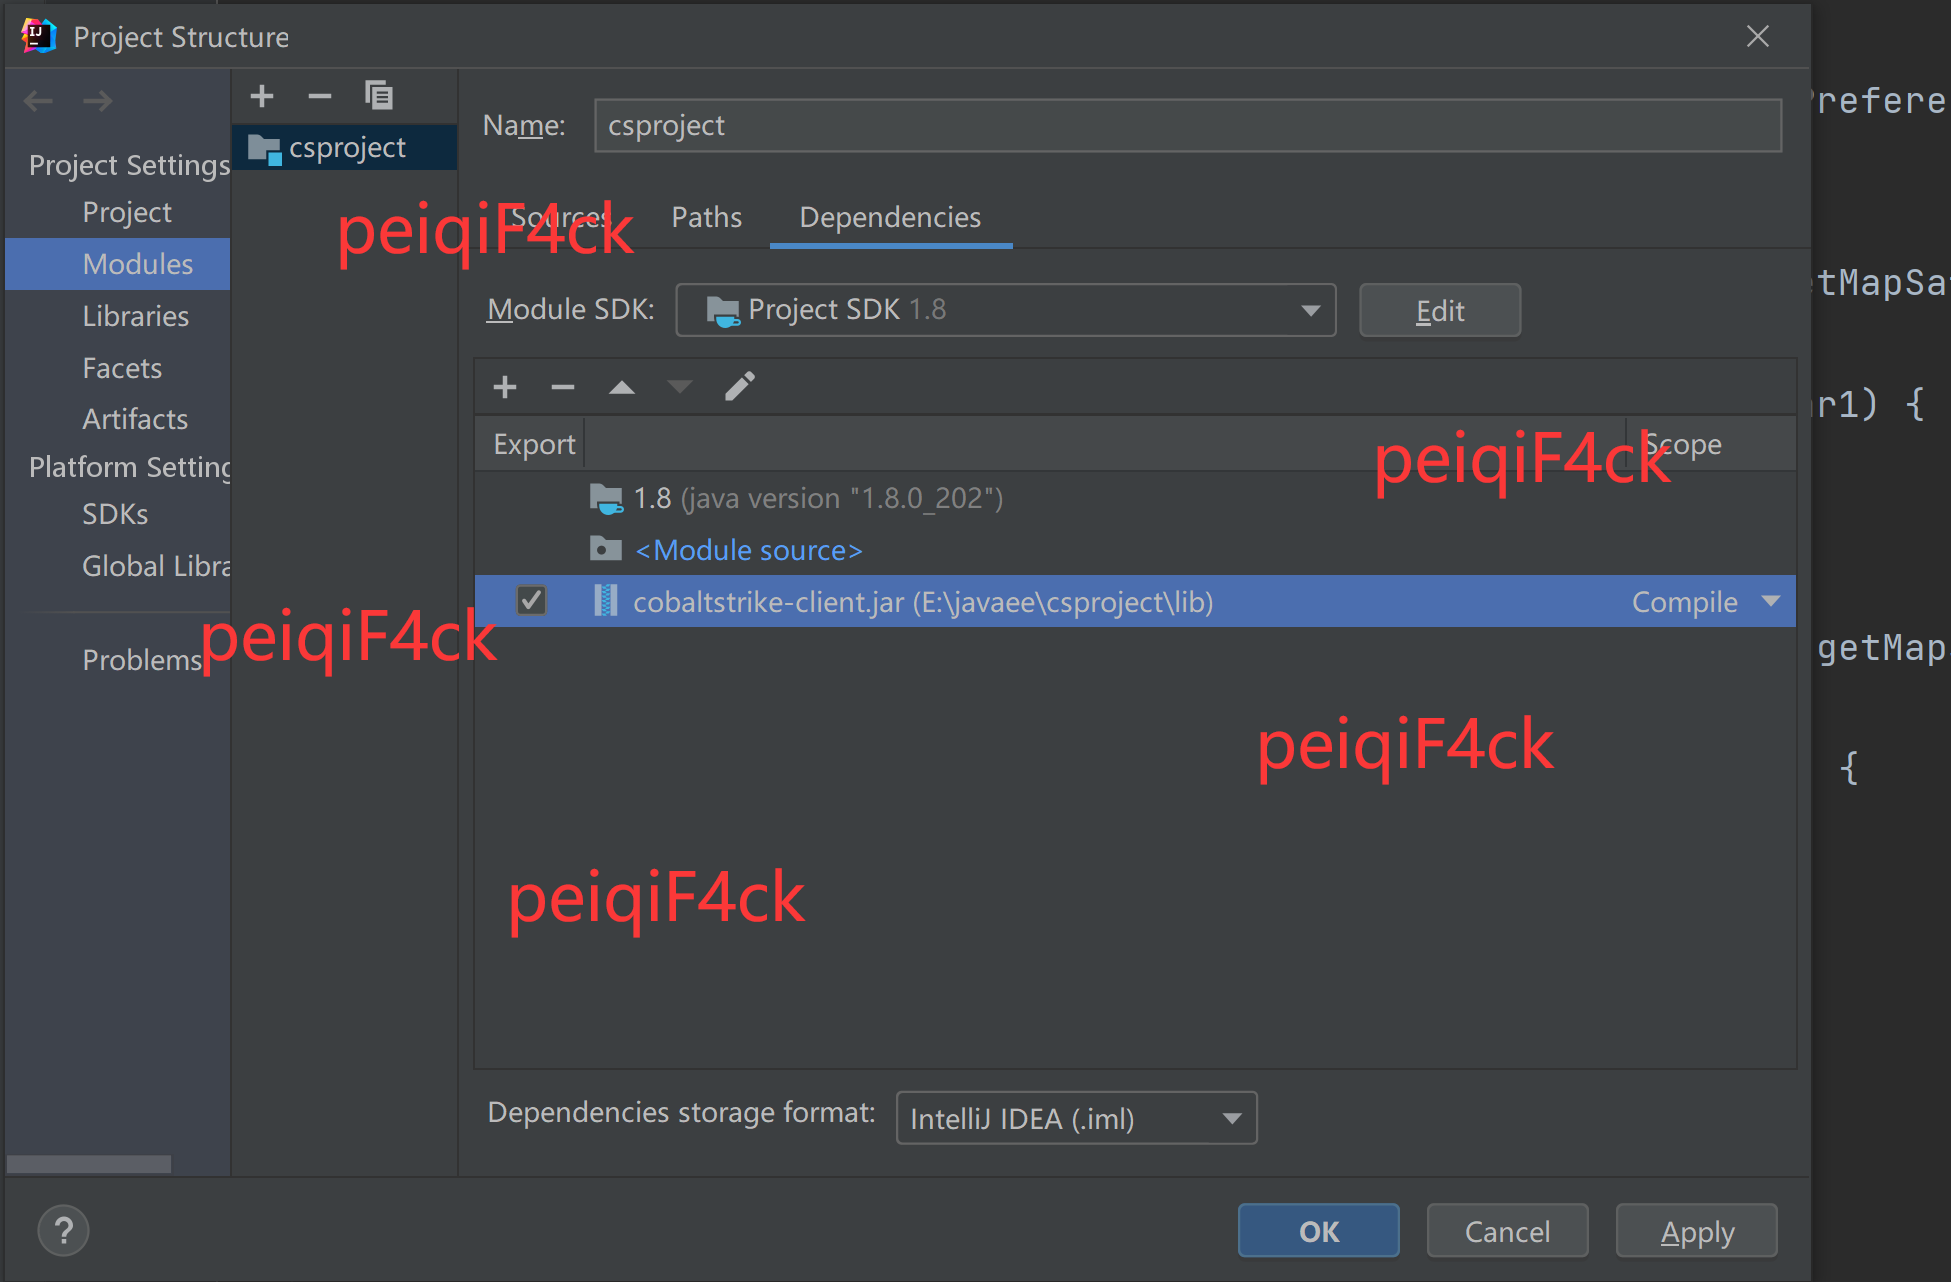 IJ
Project Structure
Project Settings
Project
Modules
Libraries
Facets
Artifacts
Platform Setting
SDKs
Global Libra
Problems
csproject
Name:
csproject
Sources
Paths
Dependencies
Module SDK:
Project SDK 1.8
Edit
Export
Scope
1.8 (java version "1.8.0_202")
<Module source>
cobaltstrike-client.jar (E:\javaee\csproject\lib)
Compile
Dependencies storage format:
IntelliJ IDEA (.iml)
?
OK
Cancel
Apply
refere
tMapSa
r1) {
getMap
{
peiqiF4ck
peiqiF4ck
peiqiF4ck
peiqiF4ck
peiqiF4ck